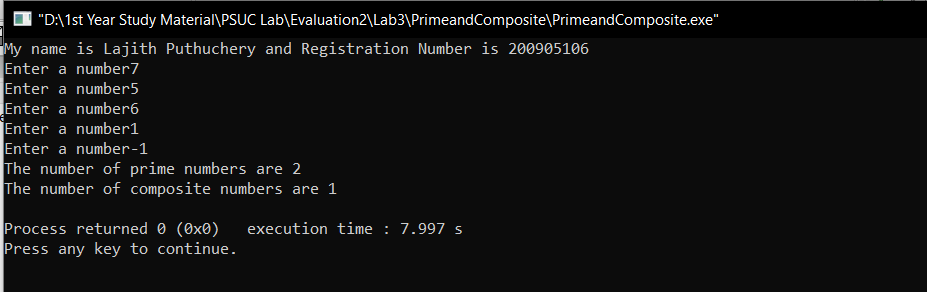 "D:\1st Year Study Material\PSUC Lab\Evaluation2\Lab3\PrimeandComposite\PrimeandComposite.exe"
My name is Lajith Puthuchery and Registration Number is 200905106
Enter a number7
Enter a number5
Enter a number6
Enter a number1
Enter a number-1
The number of prime numbers are 2
The number of composite numbers are 1
Process returned 0 (0x0)   execution time : 7.997 s
Press any key to continue.